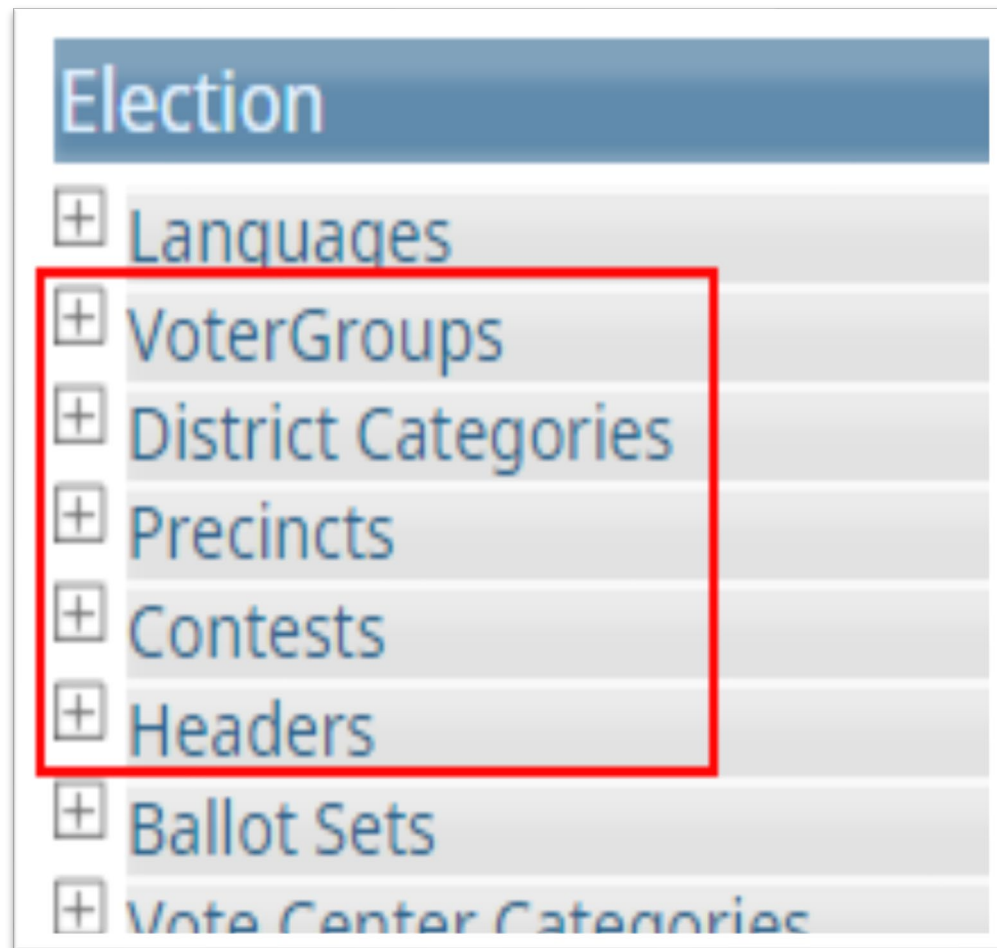 Election
Languages
VoterGroups
District Categories
Precincts
Contests
Headers
Ballot Sets
Vote Center Categories